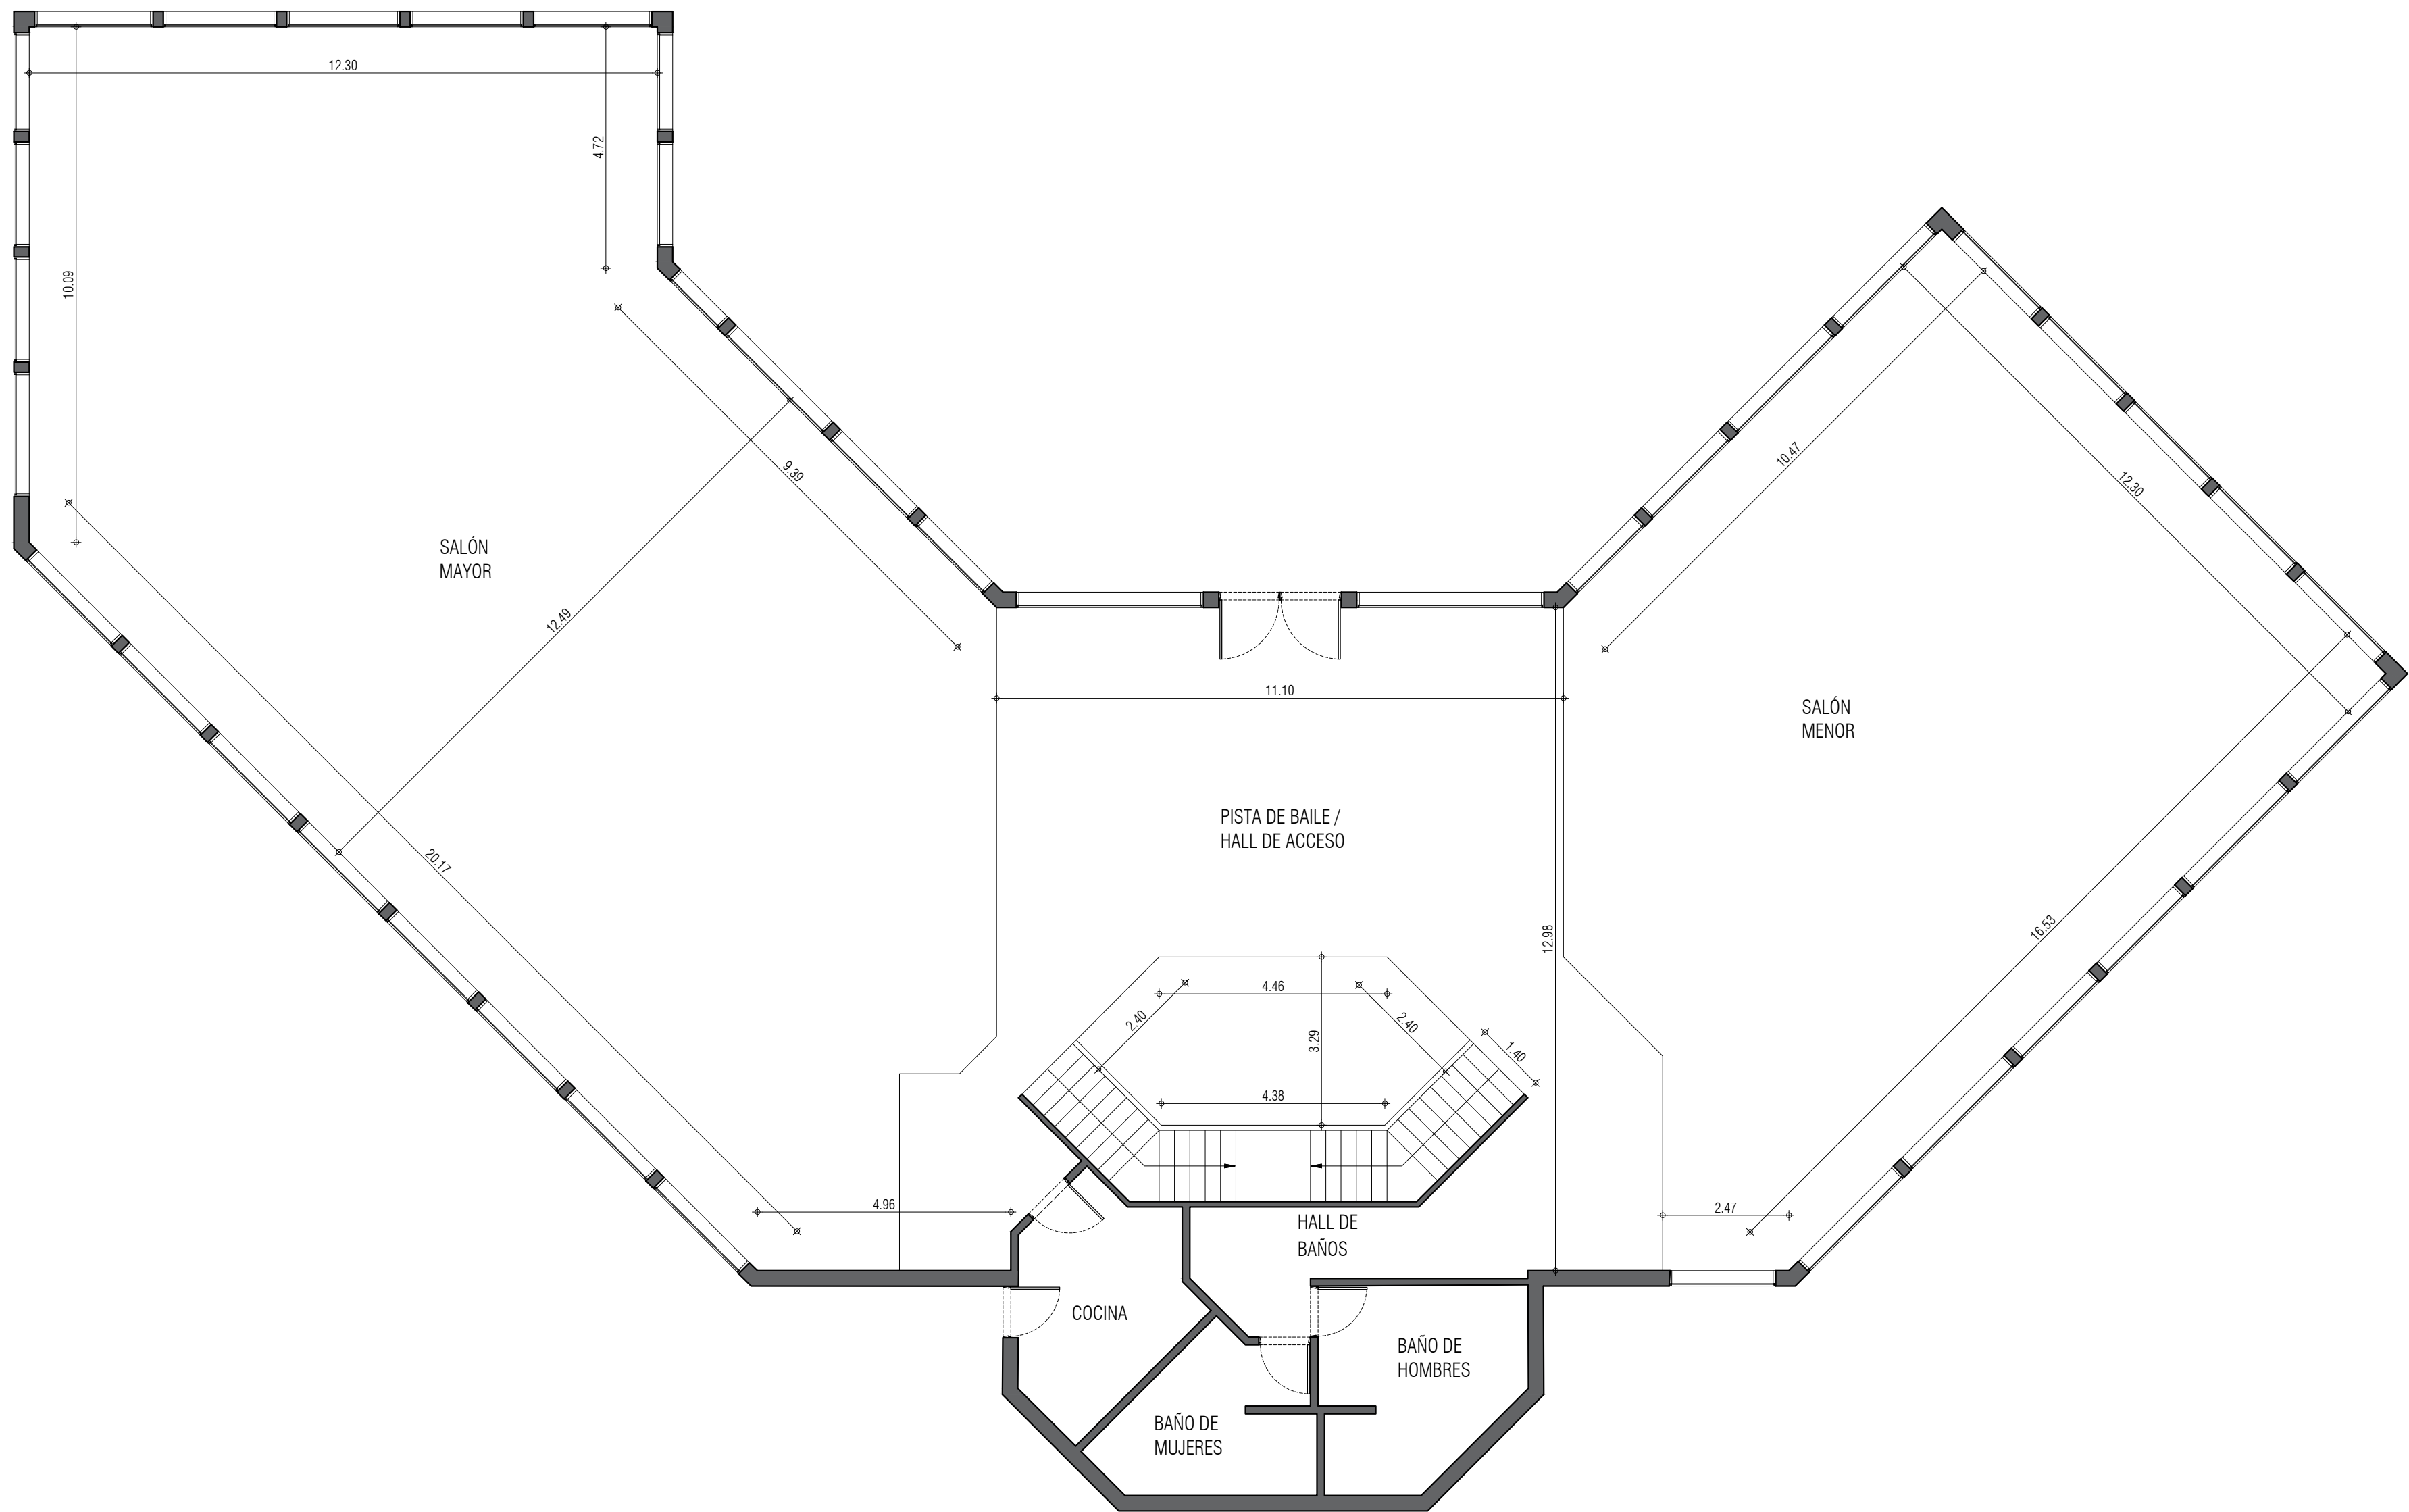 12.30
4.72
10.09
9.39
10.47
12.30
SALÓN
MAYOR
12.49
11.10
SALÓN
MENOR
PISTA DE BAILE /
HALL DE ACCESO
20.17
12.98
16.53
4.46
2.40
2.40
3.29
1.40
4.38
4.96
2.47
HALL DE
BAÑOS
COCINA
BAÑO DE
HOMBRES
BAÑO DE
MUJERES